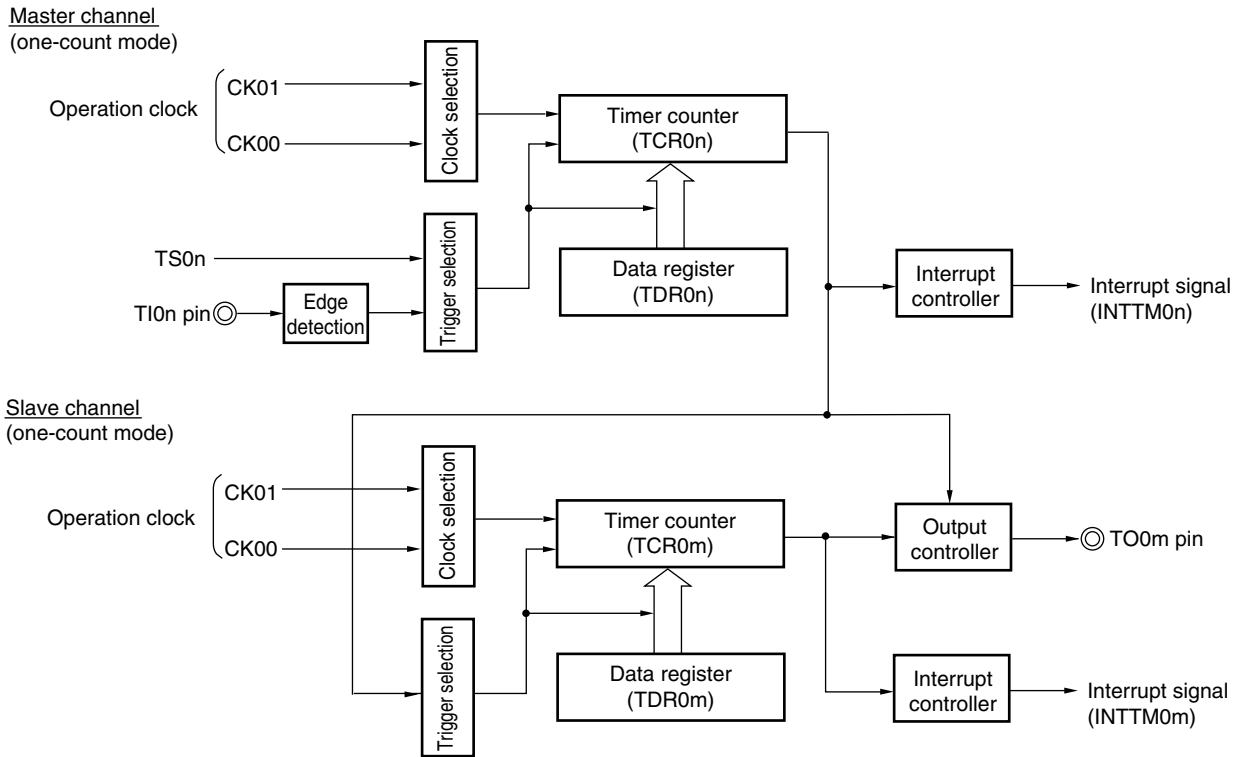 Master channel
(one-count mode)
Operation clock
CK01
CK00
Clock selection
Timer counter
(TCR0n)
TS0n
TI0n pin
Edge
detection
Trigger selection
Data register
(TDR0n)
Interrupt
controller
Interrupt signal
(INTTM0n)
Slave channel
(one-count mode)
Operation clock
CK01
CK00
Clock selection
Timer counter
(TCR0m)
Output
controller
TO0m pin
Trigger selection
Data register
(TDR0m)
Interrupt
controller
Interrupt signal
(INTTM0m)